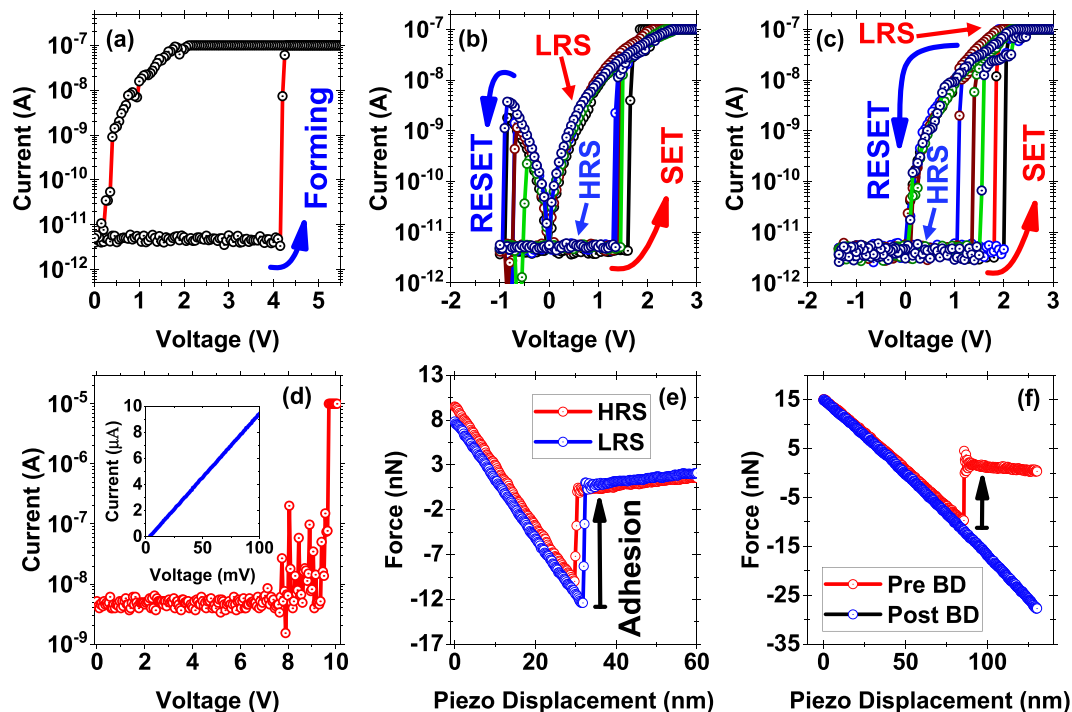 (a)
10⁻⁷
10⁻⁸
10⁻⁹
10⁻¹⁰
10⁻¹¹
10⁻¹²
Current (A)
Forming
0 1 2 3 4 5
Voltage (V)
(b)
10⁻⁷
10⁻⁸
10⁻⁹
10⁻¹⁰
10⁻¹¹
10⁻¹²
Current (A)
LRS
RESET
HRS
SET
-2 -1 0 1 2 3
Voltage (V)
(c)
10⁻⁷
10⁻⁸
10⁻⁹
10⁻¹⁰
10⁻¹¹
10⁻¹²
Current (A)
LRS
RESET
HRS
SET
-2 -1 0 1 2 3
Voltage (V)
(d)
10⁻⁵
10⁻⁶
10⁻⁷
10⁻⁸
10⁻⁹
Current (A)
10
8
6
4
2
0
Current (µA)
0 50 100
Voltage (mV)
0 2 4 6 8 10
Voltage (V)
(e)
13
8
3
-2
-7
-12
-17
Force (nN)
HRS
LRS
Adhesion
0 20 40 60
Piezo Displacement (nm)
(f)
15
5
-5
-15
-25
-35
Force (nN)
Pre BD
Post BD
0 50 100
Piezo Displacement (nm)